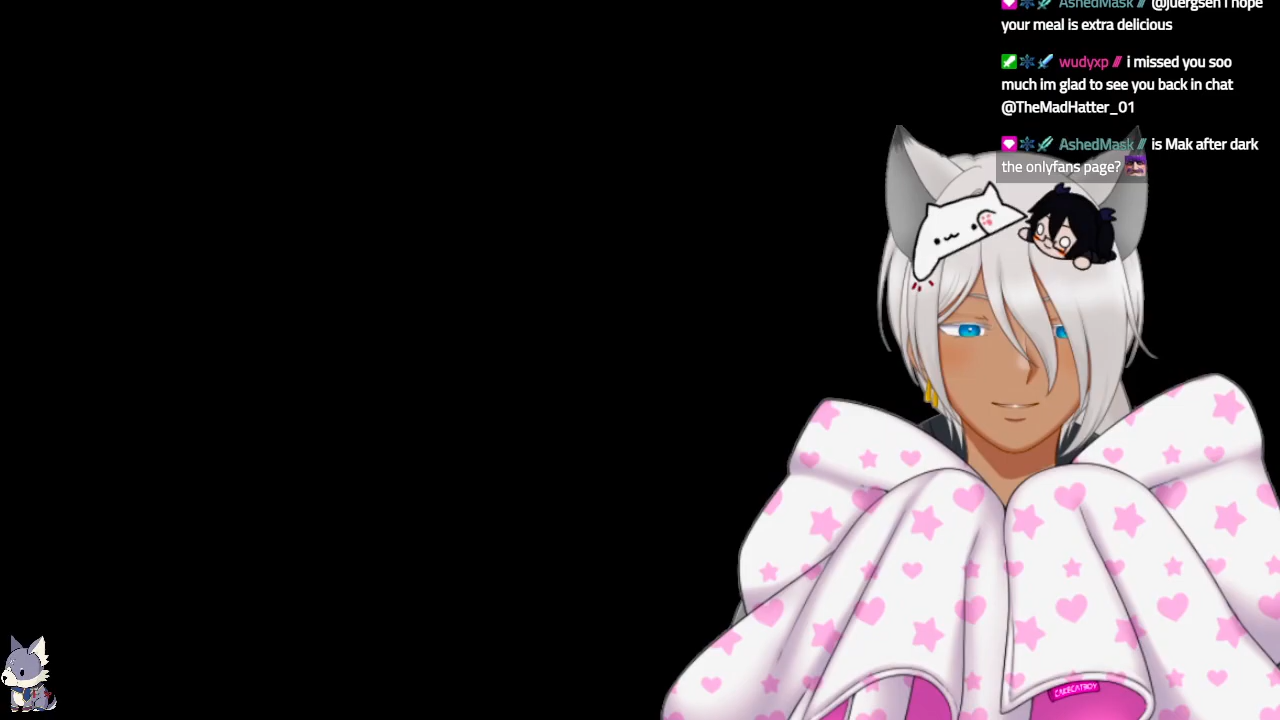 AshedMask // @juergsen i hope
your meal is extra delicious
wudyxp // i missed you soo
much im glad to see you back in chat
@TheMadHatter_01
AshedMask // is Mak after dark
the onlyfans page?
CAKECATBOY